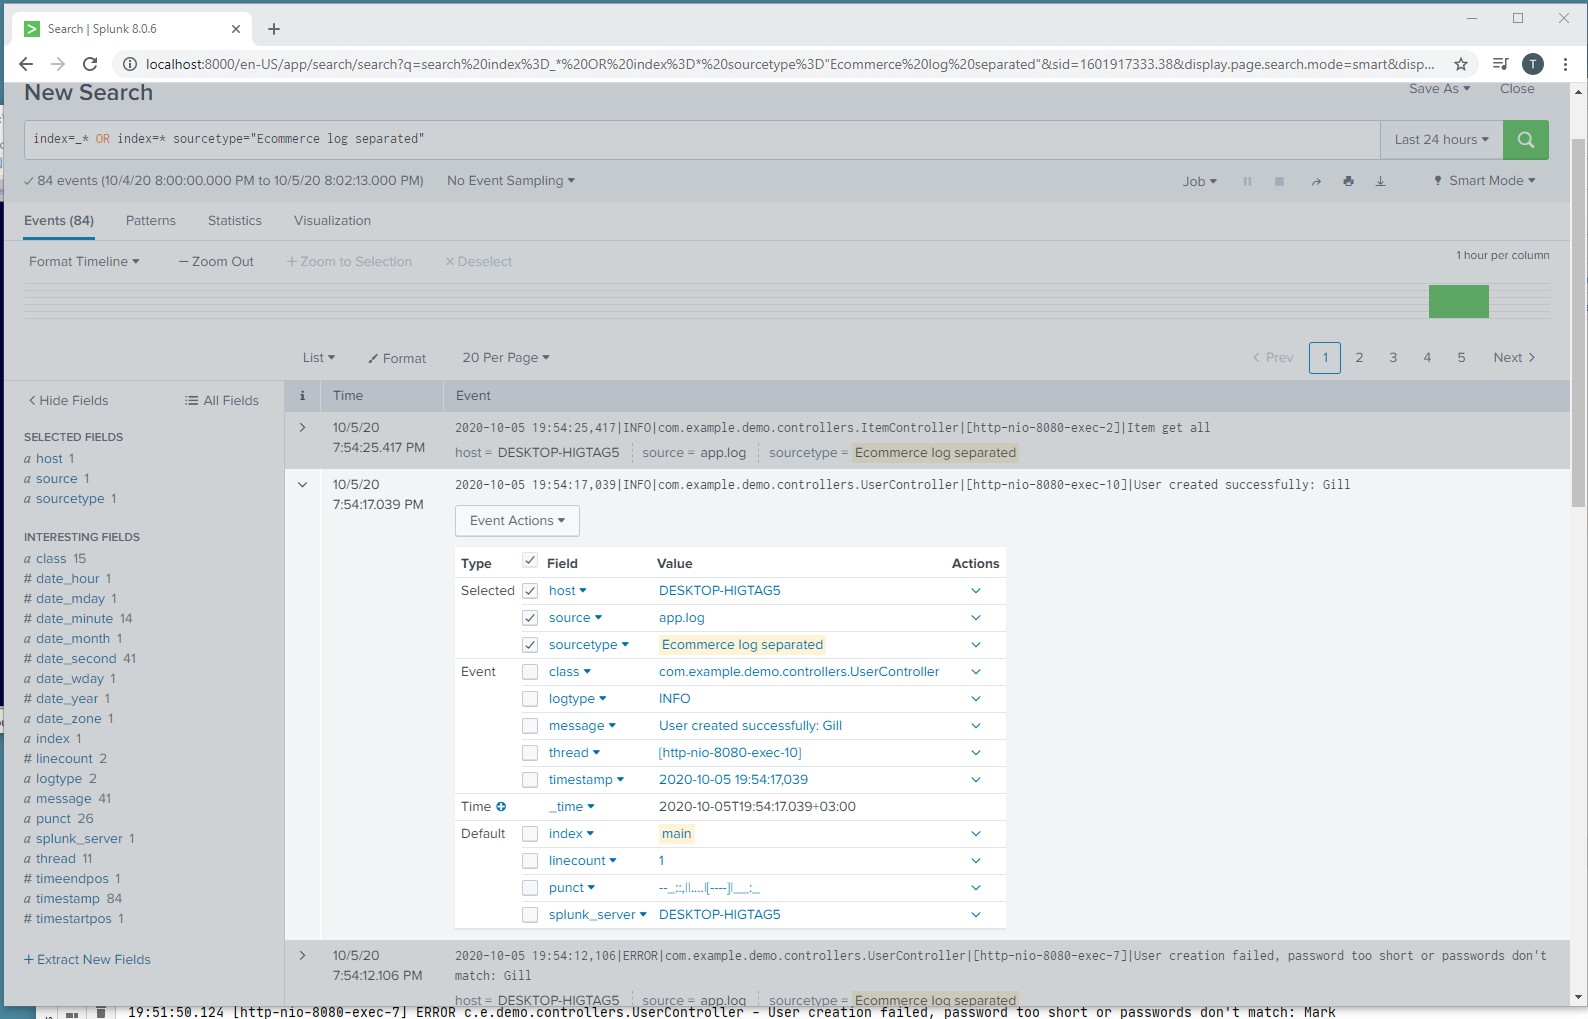 Search | Splunk 8.0.6
localhost:8000/en-US/app/search/search?q=search%20index%3D_*%20OR%20index%3D*%20sourcetype%3D"Ecommerce%20log%20separated"&sid=1601917333.38&display.page.search.mode=smart&disp...
T
New Search
Save As
Close
index=_* OR index=* sourcetype="Ecommerce log separated"
Last 24 hours
84 events (10/4/20 8:00:00.000 PM to 10/5/20 8:02:13.000 PM)
No Event Sampling
Job
Smart Mode
Events (84)
Patterns
Statistics
Visualization
Format Timeline
— Zoom Out
+ Zoom to Selection
× Deselect
1 hour per column
List
Format
20 Per Page
< Prev
1
2
3
4
5
Next >
< Hide Fields
All Fields
i
Time
Event
SELECTED FIELDS
a host 1
a source 1
a sourcetype 1
INTERESTING FIELDS
a class 15
# date_hour 1
# date_mday 1
# date_minute 14
a date_month 1
# date_second 41
a date_wday 1
# date_year 1
a date_zone 1
a index 1
# linecount 2
a logtype 2
a message 41
a punct 26
a splunk_server 1
a thread 11
# timeendpos 1
a timestamp 84
# timestartpos 1
+ Extract New Fields
10/5/20
7:54:25.417 PM
2020-10-05 19:54:25,417|INFO|com.example.demo.controllers.ItemController|[http-nio-8080-exec-2]|Item get all
host = DESKTOP-HIGTAG5
source = app.log
sourcetype = Ecommerce log separated
10/5/20
7:54:17.039 PM
2020-10-05 19:54:17,039|INFO|com.example.demo.controllers.UserController|[http-nio-8080-exec-10]|User created successfully: Gill
Event Actions
Type Field Value Actions
Selected host DESKTOP-HIGTAG5
source app.log
sourcetype Ecommerce log separated
Event class com.example.demo.controllers.UserController
logtype INFO
message User created successfully: Gill
thread [http-nio-8080-exec-10]
timestamp 2020-10-05 19:54:17,039
Time _time 2020-10-05T19:54:17.039+03:00
Default index main
linecount 1
punct --_::,||....|[----]|__:_
splunk_server DESKTOP-HIGTAG5
10/5/20
7:54:12.106 PM
2020-10-05 19:54:12,106|ERROR|com.example.demo.controllers.UserController|[http-nio-8080-exec-7]|User creation failed, password too short or passwords don't
match: Gill
host = DESKTOP-HIGTAG5
source = app.log
sourcetype = Ecommerce log separated
19:51:50.124 [http-nio-8080-exec-7] ERROR c.e.demo.controllers.UserController - User creation failed, password too short or passwords don't match: Mark